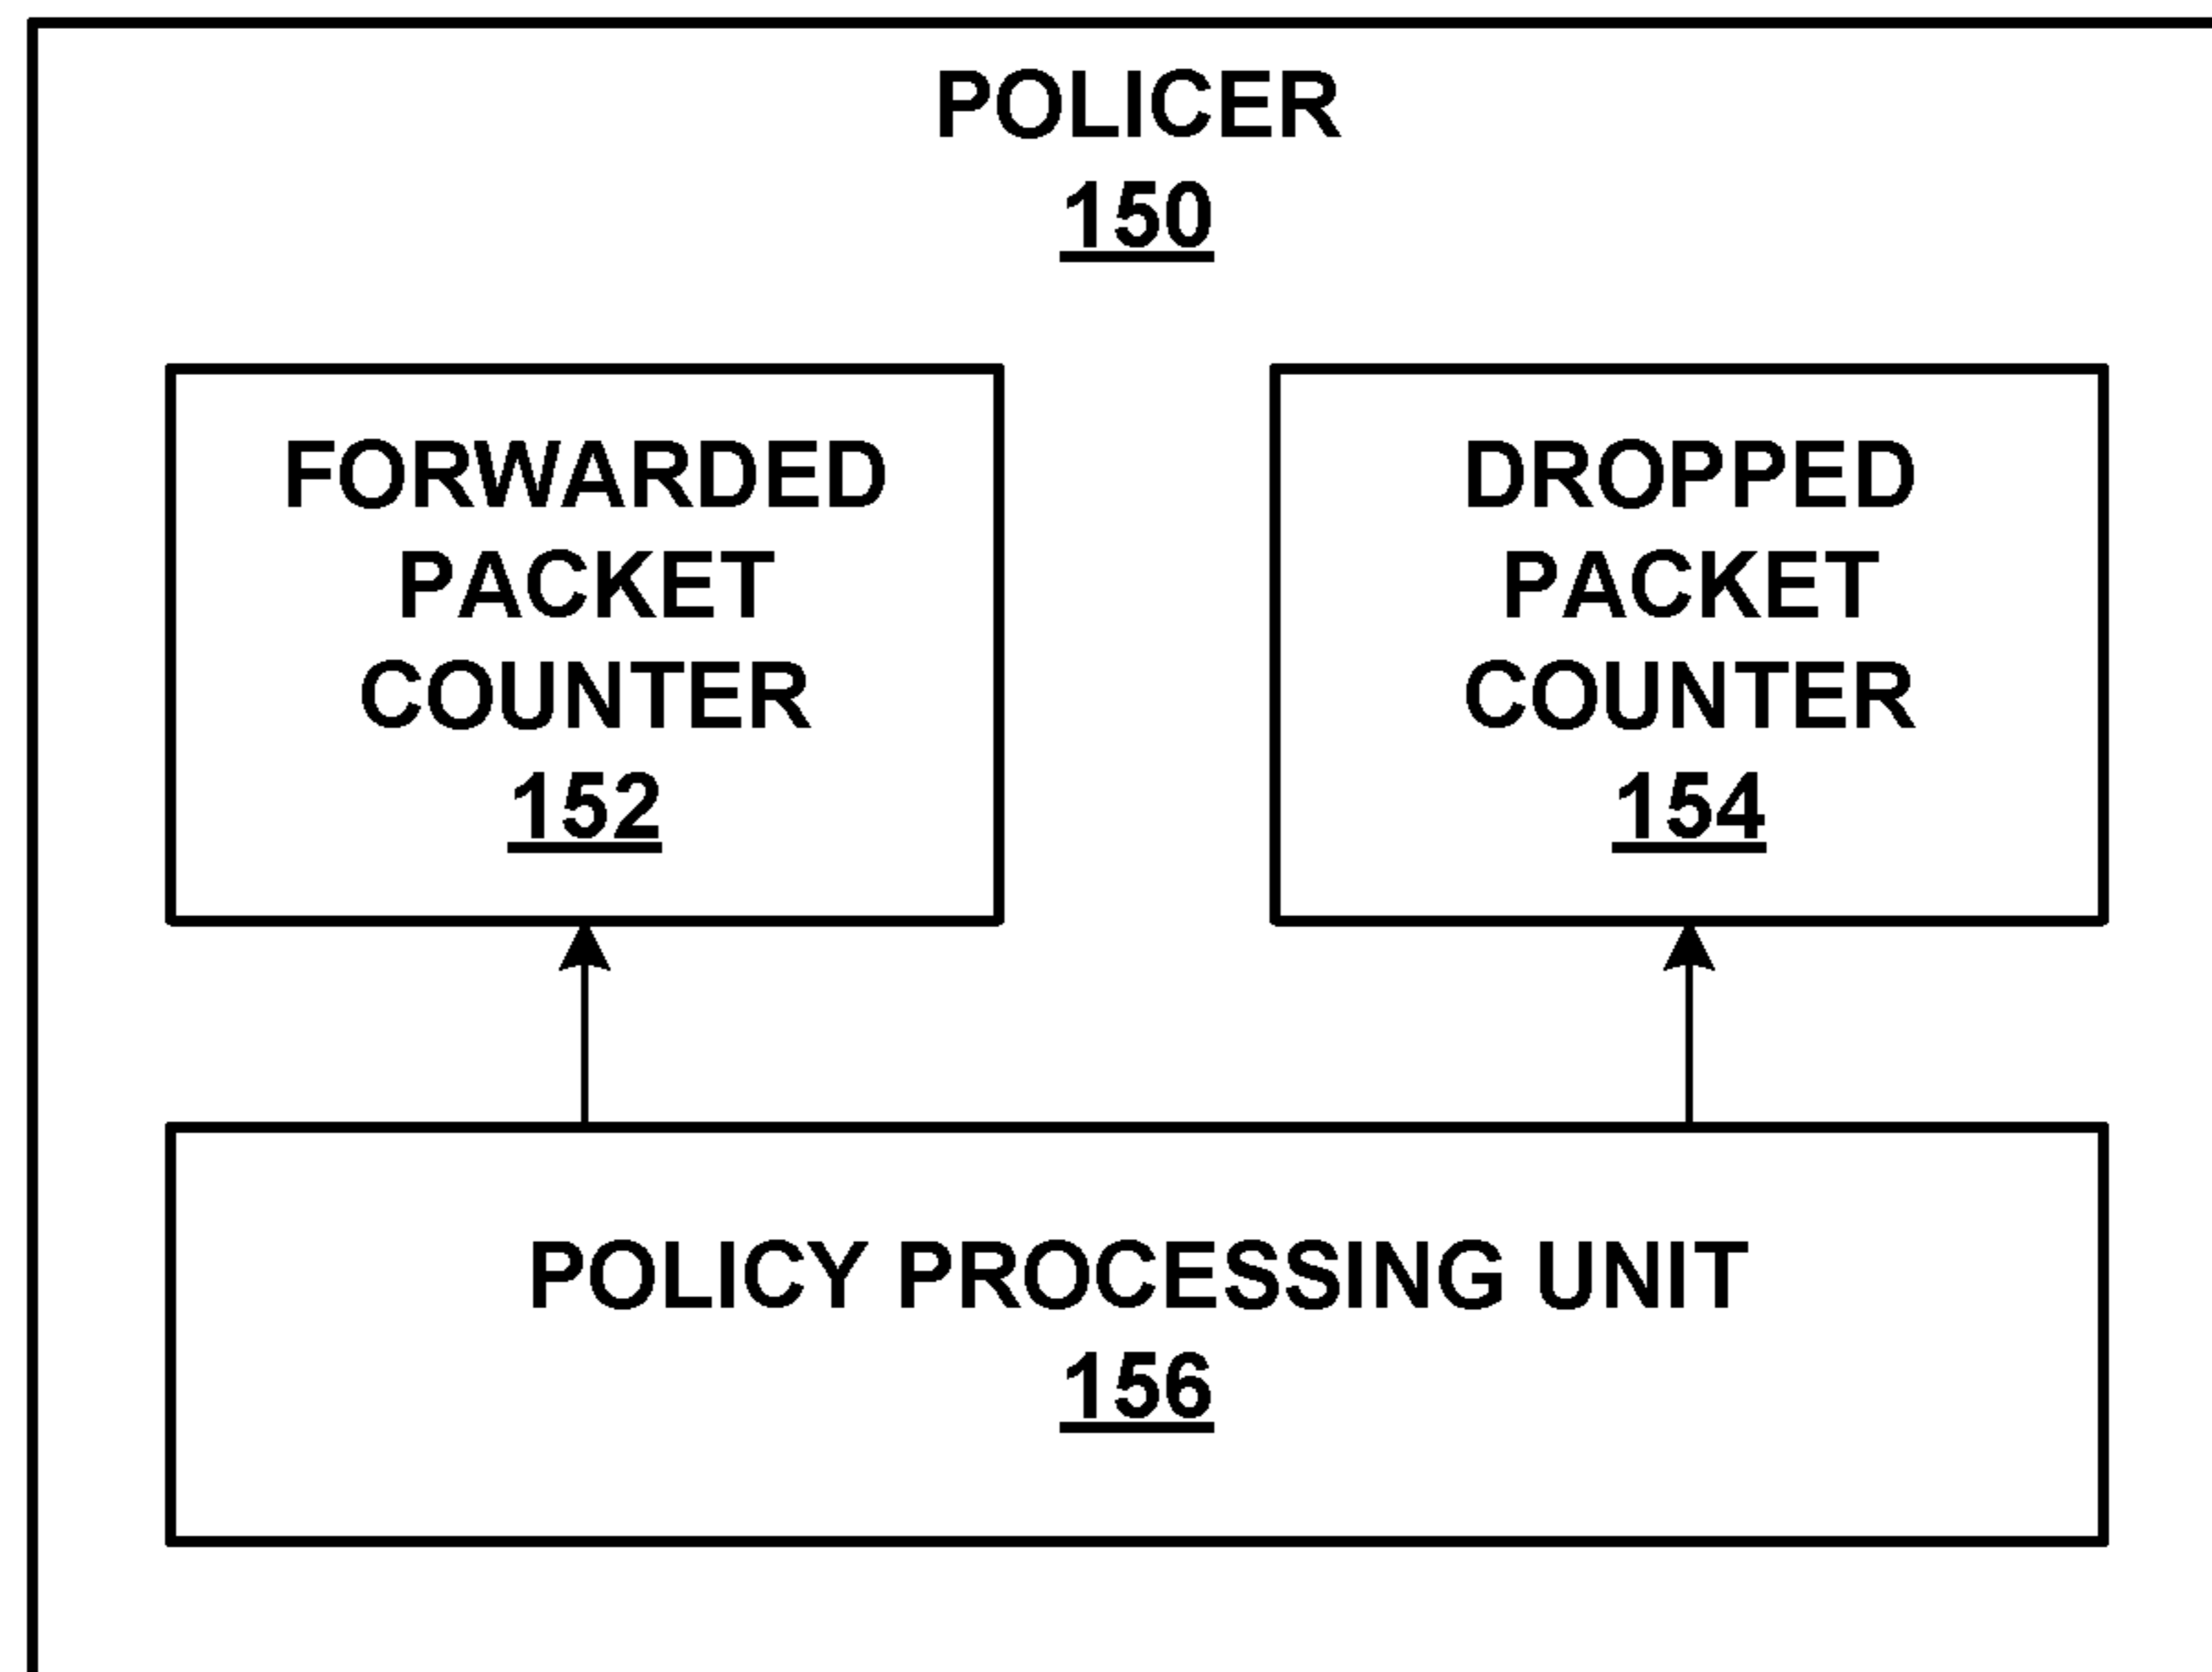 POLICER
150
FORWARDED
PACKET
COUNTER
152
DROPPED
PACKET
COUNTER
154
POLICY PROCESSING UNIT
156